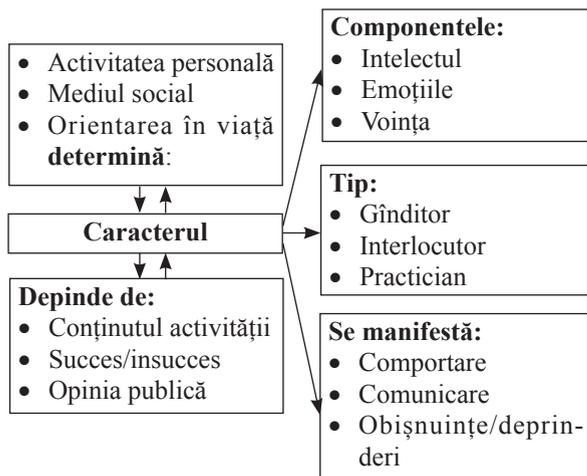 • Activitatea personală
• Mediul social
• Orientarea în viață
determină:
Caracterul
Depinde de:
• Conținutul activității
• Succes/insucces
• Opinia publică
Componentele:
• Intelectul
• Emoțiile
• Voința
Tip:
• Gînditor
• Interlocutor
• Practician
Se manifestă:
• Comportare
• Comunicare
• Obișnuințe/deprin-
deri